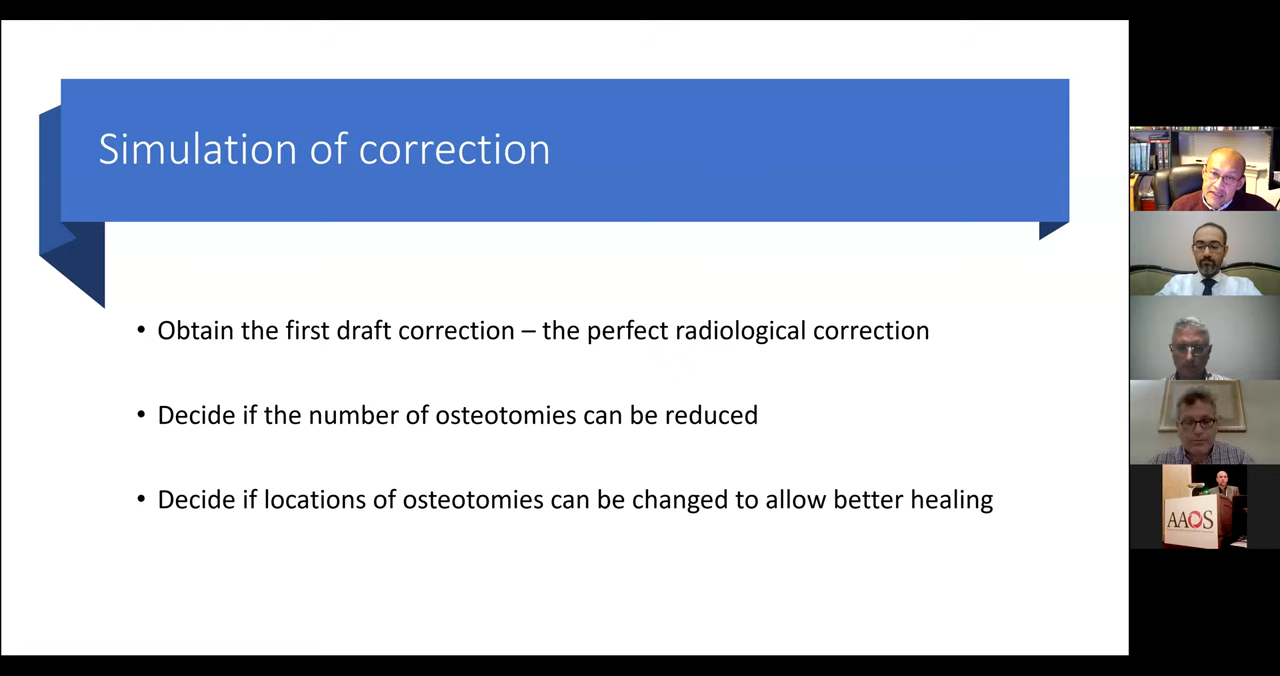 Simulation of correction
• Obtain the first draft correction – the perfect radiological correction
• Decide if the number of osteotomies can be reduced
• Decide if locations of osteotomies can be changed to allow better healing
AAOS